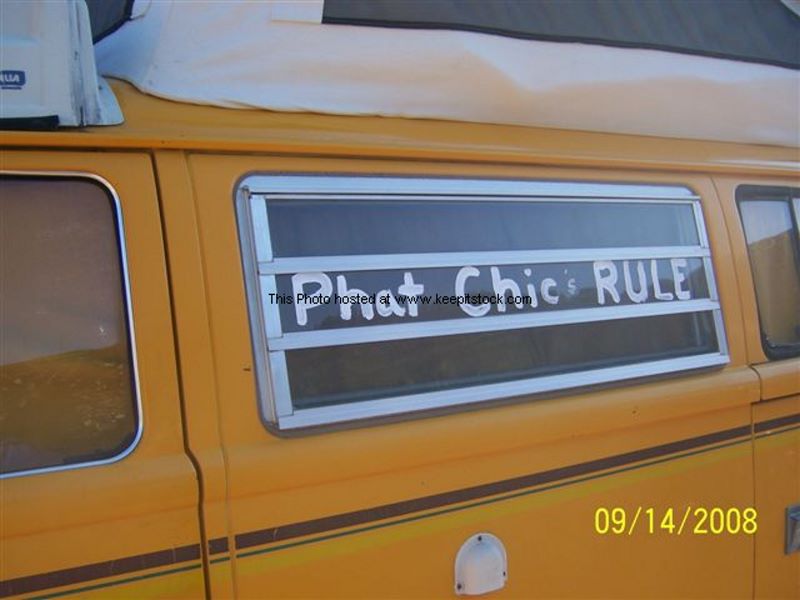 Phat Chic's RULE
This Photo hosted at www.keepitstock.com
09/14/2008